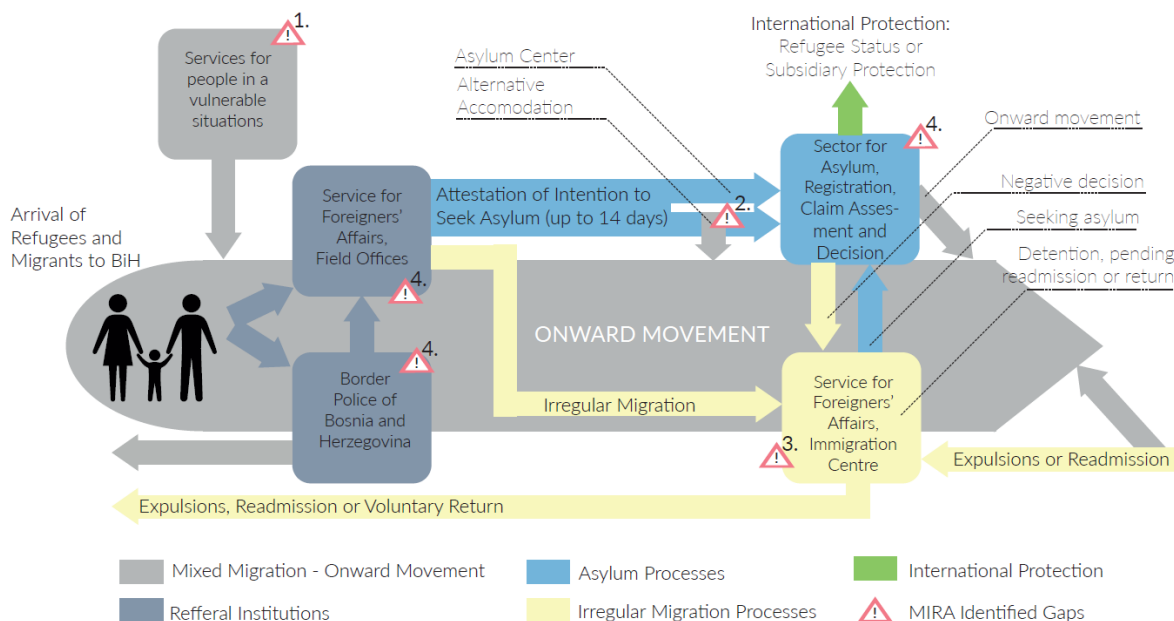 1.
Services for
people in a
vulnerable
situations
Arrival of
Refugees and
Migrants to BiH
Service for
Foreigners'
Affairs,
Field Offices
4.
Border
Police of
Bosnia and
Herzegovina
4.
Asylum Center
Alternative
Accomodation
Attestation of Intention to
Seek Asylum (up to 14 days)
2.
International Protection:
Refugee Status or
Subsidiary Protection
Sector for
Asylum,
Registration,
Claim Asses-
ment and
Decision
4.
Onward movement
Negative decision
Seeking asylum
Detention, pending
readmission or return
ONWARD MOVEMENT
Irregular Migration
Service for
Foreigners'
Affairs,
Immigration
Centre
3.
Expulsions or Readmission
Expulsions, Readmission or Voluntary Return
Mixed Migration - Onward Movement
Asylum Processes
International Protection
Refferal Institutions
Irregular Migration Processes
MIRA Identified Gaps